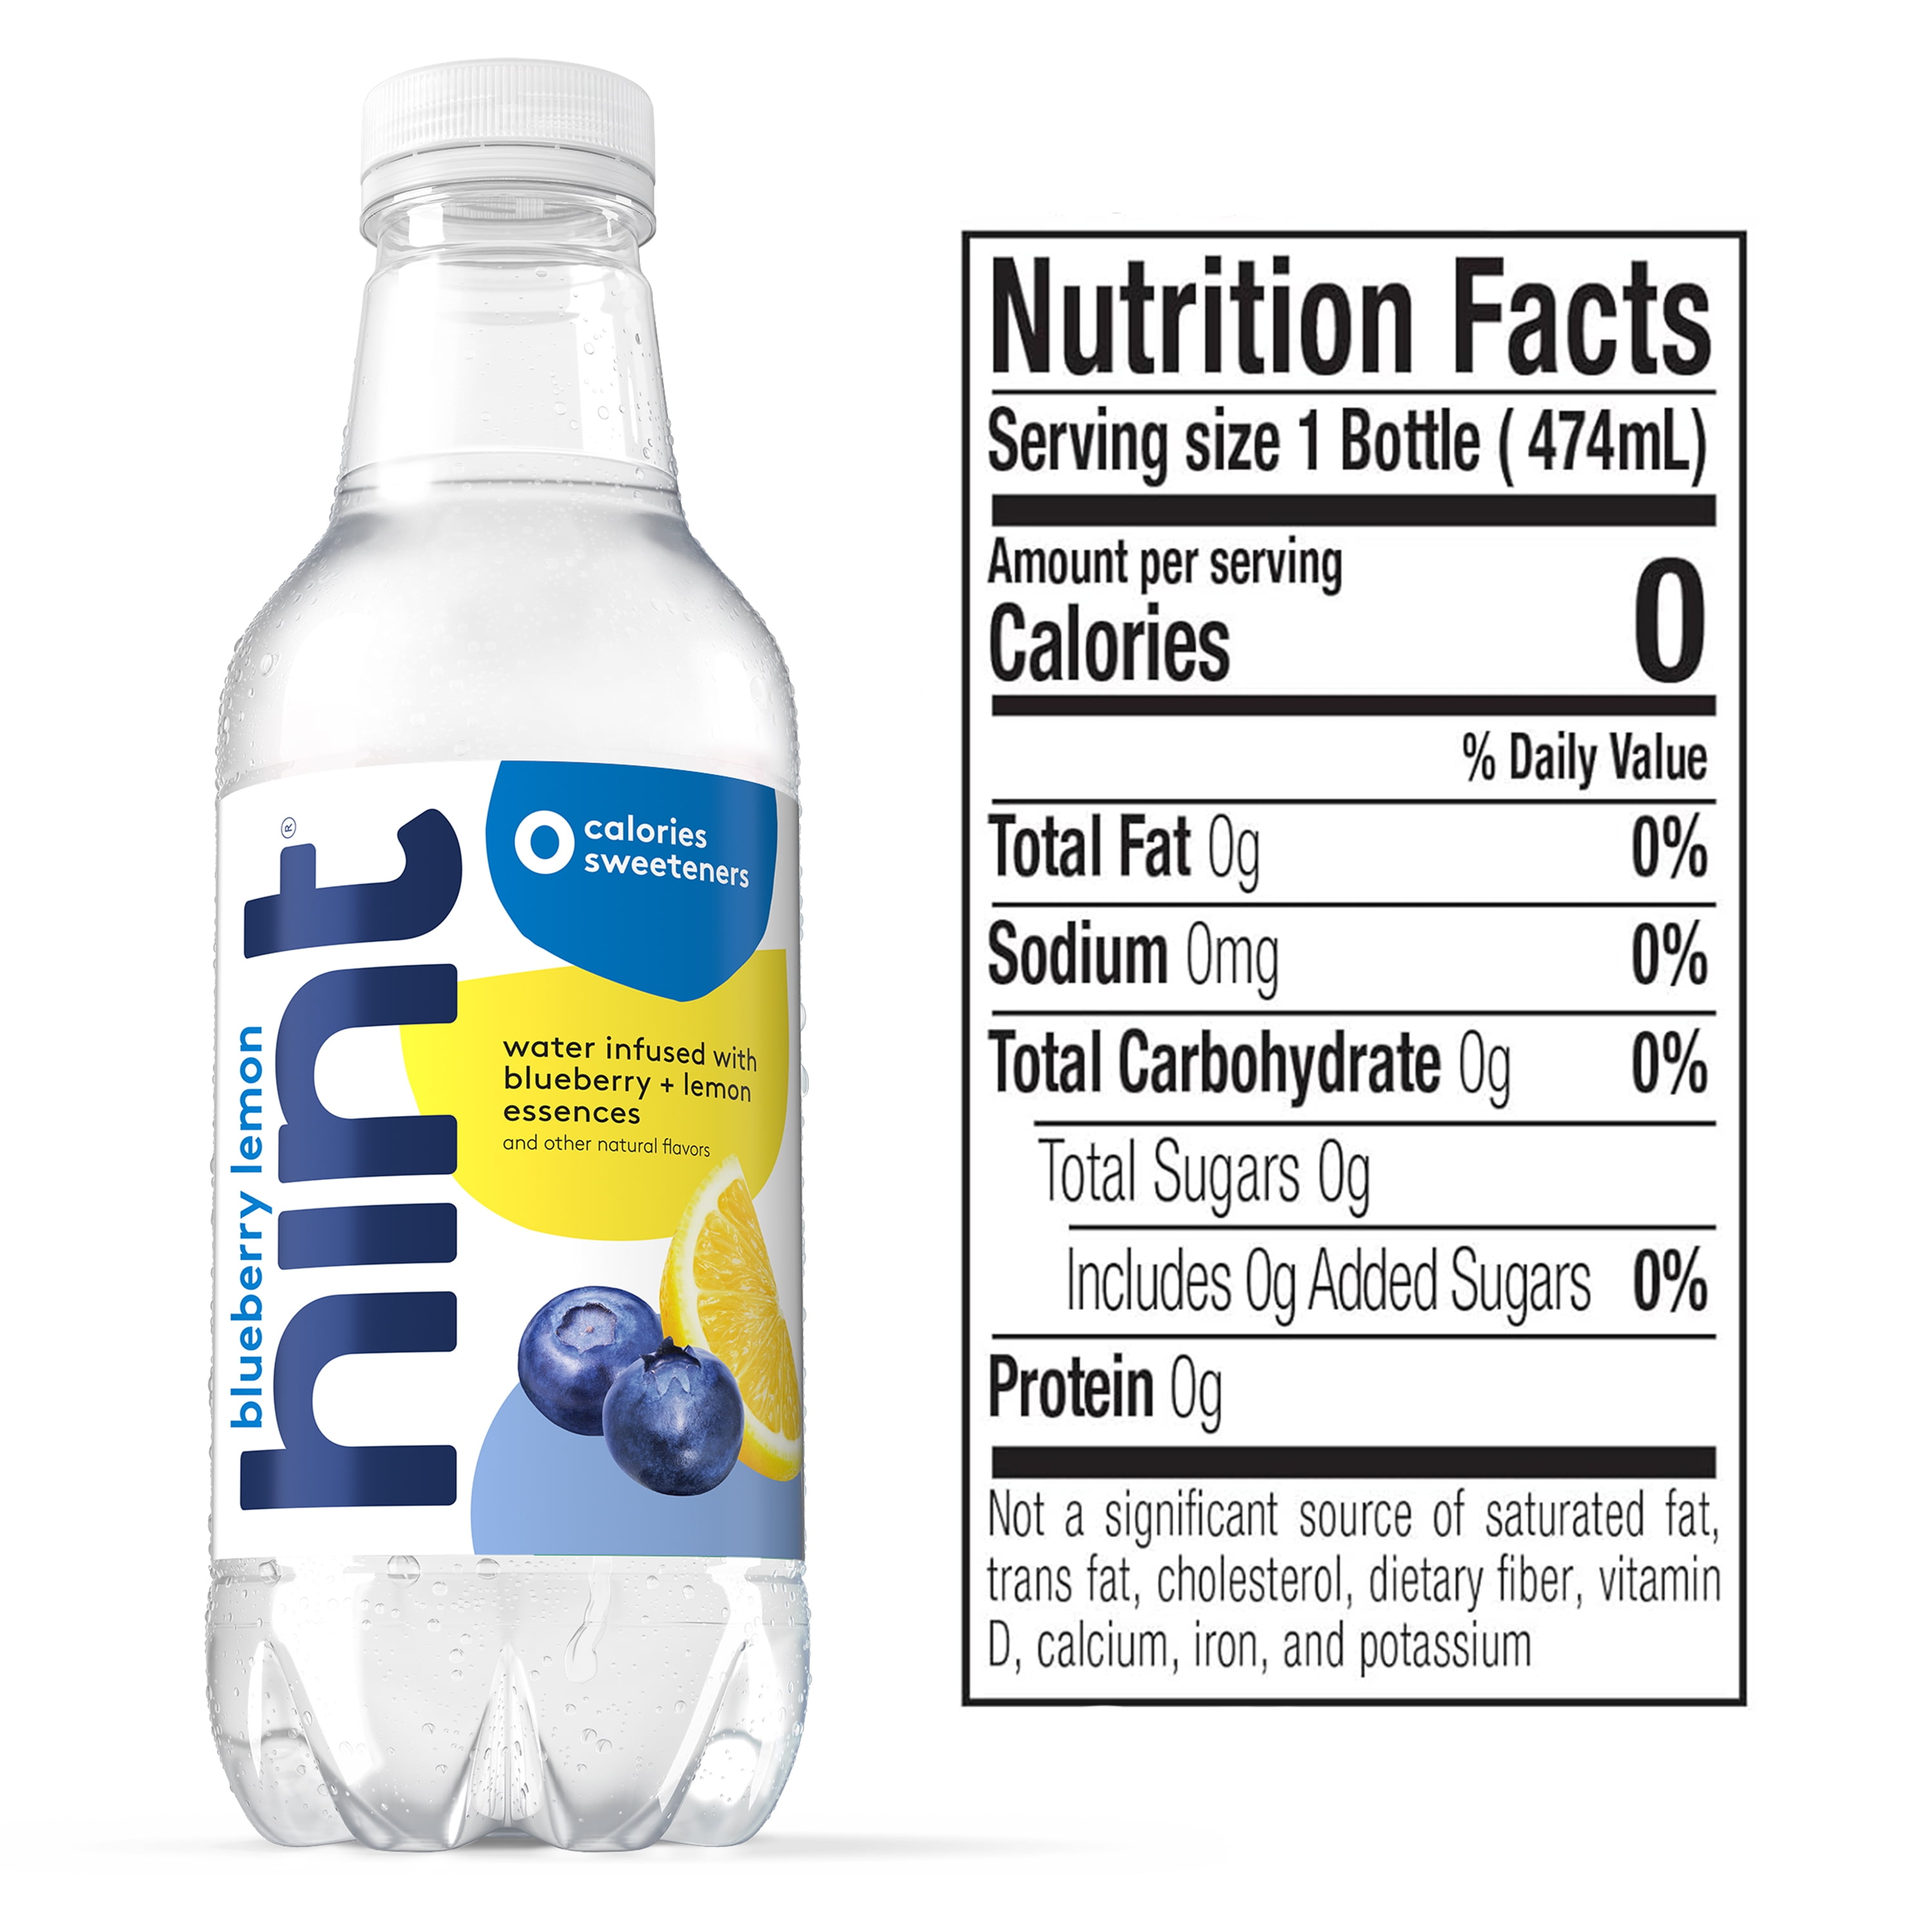 blueberry lemon
hint®
0 calories
sweeteners
water infused with
blueberry + lemon
essences
and other natural flavors
Nutrition Facts
Serving size 1 Bottle ( 474mL)
Amount per serving
Calories 0
% Daily Value
Total Fat 0g 0%
Sodium 0mg 0%
Total Carbohydrate 0g 0%
Total Sugars 0g
Includes 0g Added Sugars 0%
Protein 0g
Not a significant source of saturated fat,
trans fat, cholesterol, dietary fiber, vitamin
D, calcium, iron, and potassium